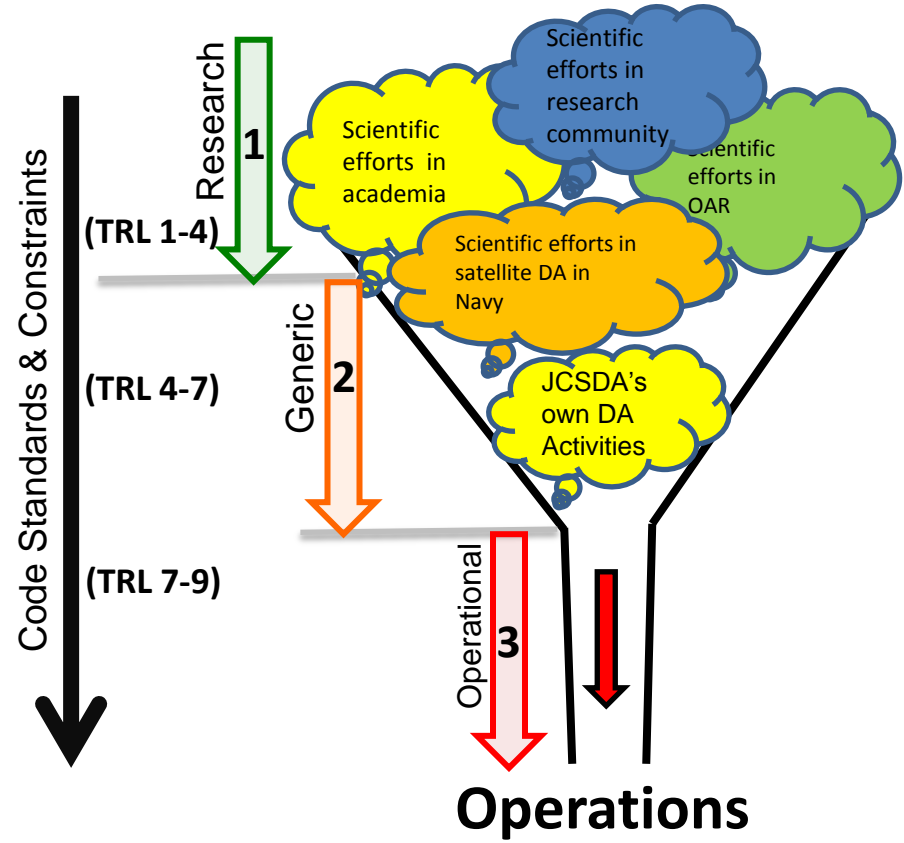 Scientific
efforts in
research
community
Scientific
efforts in
academia
Scientific
efforts in
OAR
Scientific efforts in
satellite DA in
Navy
JCSDA's
own DA
Activities
Research
1
(TRL 1-4)
Generic
2
(TRL 4-7)
Code Standards & Constraints
(TRL 7-9)
Operational
3
Operations